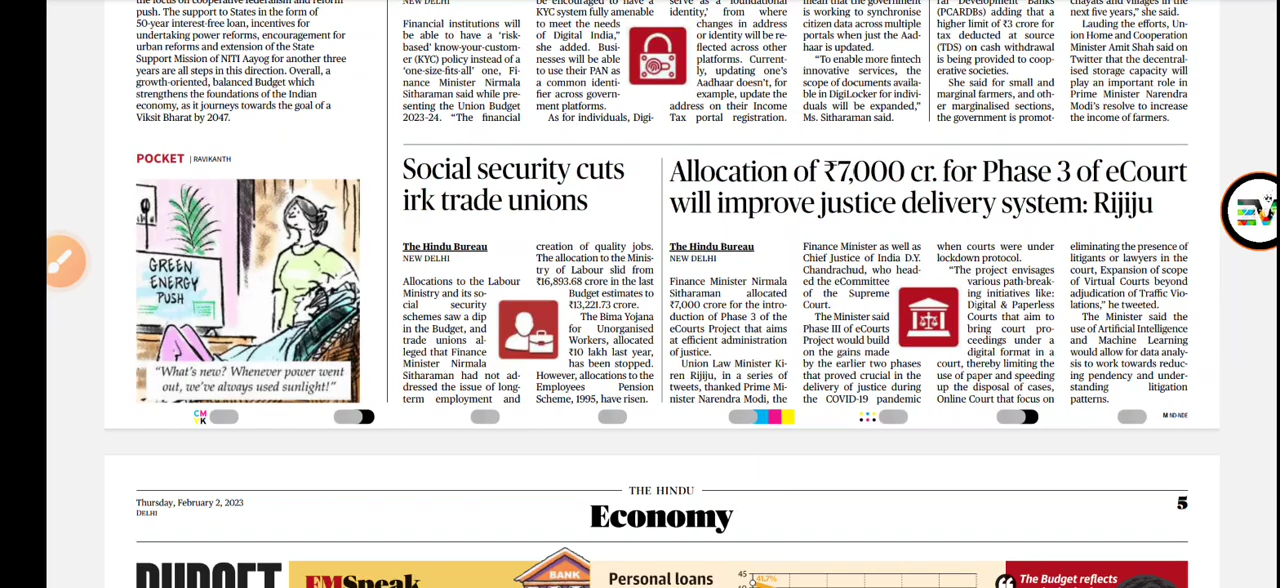 the focus on cooperative federalism and reform
push. The support to States in the form of
50-year interest-free loan, incentives for
undertaking power reforms, encouragement for
urban reforms and extension of the State
Support Mission of NITI Aayog for another three
years are all steps in this direction. Overall, a
growth-oriented, balanced Budget which
strengthens the foundations of the Indian
economy, as it journeys towards the goal of a
Viksit Bharat by 2047.
POCKET | RAVIKANTH
GREEN
ENERGY
PUSH
“What’s new? Whenever power went
out, we’ve always used sunlight!”
NEW DELHI
Financial institutions will
be able to have a ‘risk-
based’ know-your-custom-
er (KYC) policy instead of a
‘one-size-fits-all’ one, Fi-
nance Minister Nirmala
Sitharaman said while pre-
senting the Union Budget
2023-24. “The financial
be encouraged to have a
KYC system fully amenable
to meet the needs
of Digital India,”
she added. Busi-
nesses will be able
to use their PAN as
a common identi-
fier across govern-
ment platforms.
As for individuals, Digi-
serve as a ‘foundational
identity,’ from where
changes in address
or identity will be re-
flected across other
platforms. Current-
ly, updating one’s
Aadhaar doesn’t, for
example, update the
address on their Income
Tax portal registration.
mean that the government
is working to synchronise
citizen data across multiple
portals when just the Aad-
haar is updated.
“To enable more fintech
innovative services, the
scope of documents availa-
ble in DigiLocker for indivi-
duals will be expanded,”
Ms. Sitharaman said.
ral Development Banks
(PCARDBs) adding that a
higher limit of ₹3 crore for
tax deducted at source
(TDS) on cash withdrawal
is being provided to coop-
erative societies.
She said for small and
marginal farmers, and oth-
er marginalised sections,
the government is promot-
chayats and villages in the
next five years,” she said.
Lauding the efforts, Un-
ion Home and Cooperation
Minister Amit Shah said on
Twitter that the decentral-
ised storage capacity will
play an important role in
Prime Minister Narendra
Modi’s resolve to increase
the income of farmers.
Social security cuts
irk trade unions
The Hindu Bureau
NEW DELHI
Allocations to the Labour
Ministry and its so-
cial security
schemes saw a dip
in the Budget, and
trade unions al-
leged that Finance
Minister Nirmala
Sitharaman had not ad-
dressed the issue of long-
term employment and
creation of quality jobs.
The allocation to the Minis-
try of Labour slid from
₹16,893.68 crore in the last
Budget estimates to
₹13,221.73 crore.
The Bima Yojana
for Unorganised
Workers, allocated
₹10 lakh last year,
has been stopped.
However, allocations to the
Employees Pension
Scheme, 1995, have risen.
Allocation of ₹7,000 cr. for Phase 3 of eCourt
will improve justice delivery system: Rijiju
The Hindu Bureau
NEW DELHI
Finance Minister Nirmala
Sitharaman allocated
₹7,000 crore for the intro-
duction of Phase 3 of the
eCourts Project that aims
at efficient administration
of justice.
Union Law Minister Ki-
ren Rijiju, in a series of
tweets, thanked Prime Mi-
nister Narendra Modi, the
Finance Minister as well as
Chief Justice of India D.Y.
Chandrachud, who head-
ed the eCommittee
of the Supreme
Court.
The Minister said
Phase III of eCourts
Project would build
on the gains made
by the earlier two phases
that proved crucial in the
delivery of justice during
the COVID-19 pandemic
when courts were under
lockdown protocol.
“The project envisages
various path-break-
ing initiatives like:
Digital & Paperless
Courts that aim to
bring court pro-
ceedings under a
digital format in a
court, thereby limiting the
use of paper and speeding
up the disposal of cases,
Online Court that focus on
eliminating the presence of
litigants or lawyers in the
court, Expansion of scope
of Virtual Courts beyond
adjudication of Traffic Vio-
lations,” he tweeted.
The Minister said the
use of Artificial Intelligence
and Machine Learning
would allow for data analy-
sis to work towards reduc-
ing pendency and under-
standing litigation
patterns.
CM
YK
M ND-NDE
EV
Thursday, February 2, 2023
DELHI
THE HINDU
Economy
5
BUDGET
FMSpeak
BANK
Personal loans
45
41.7%
The Budget reflects